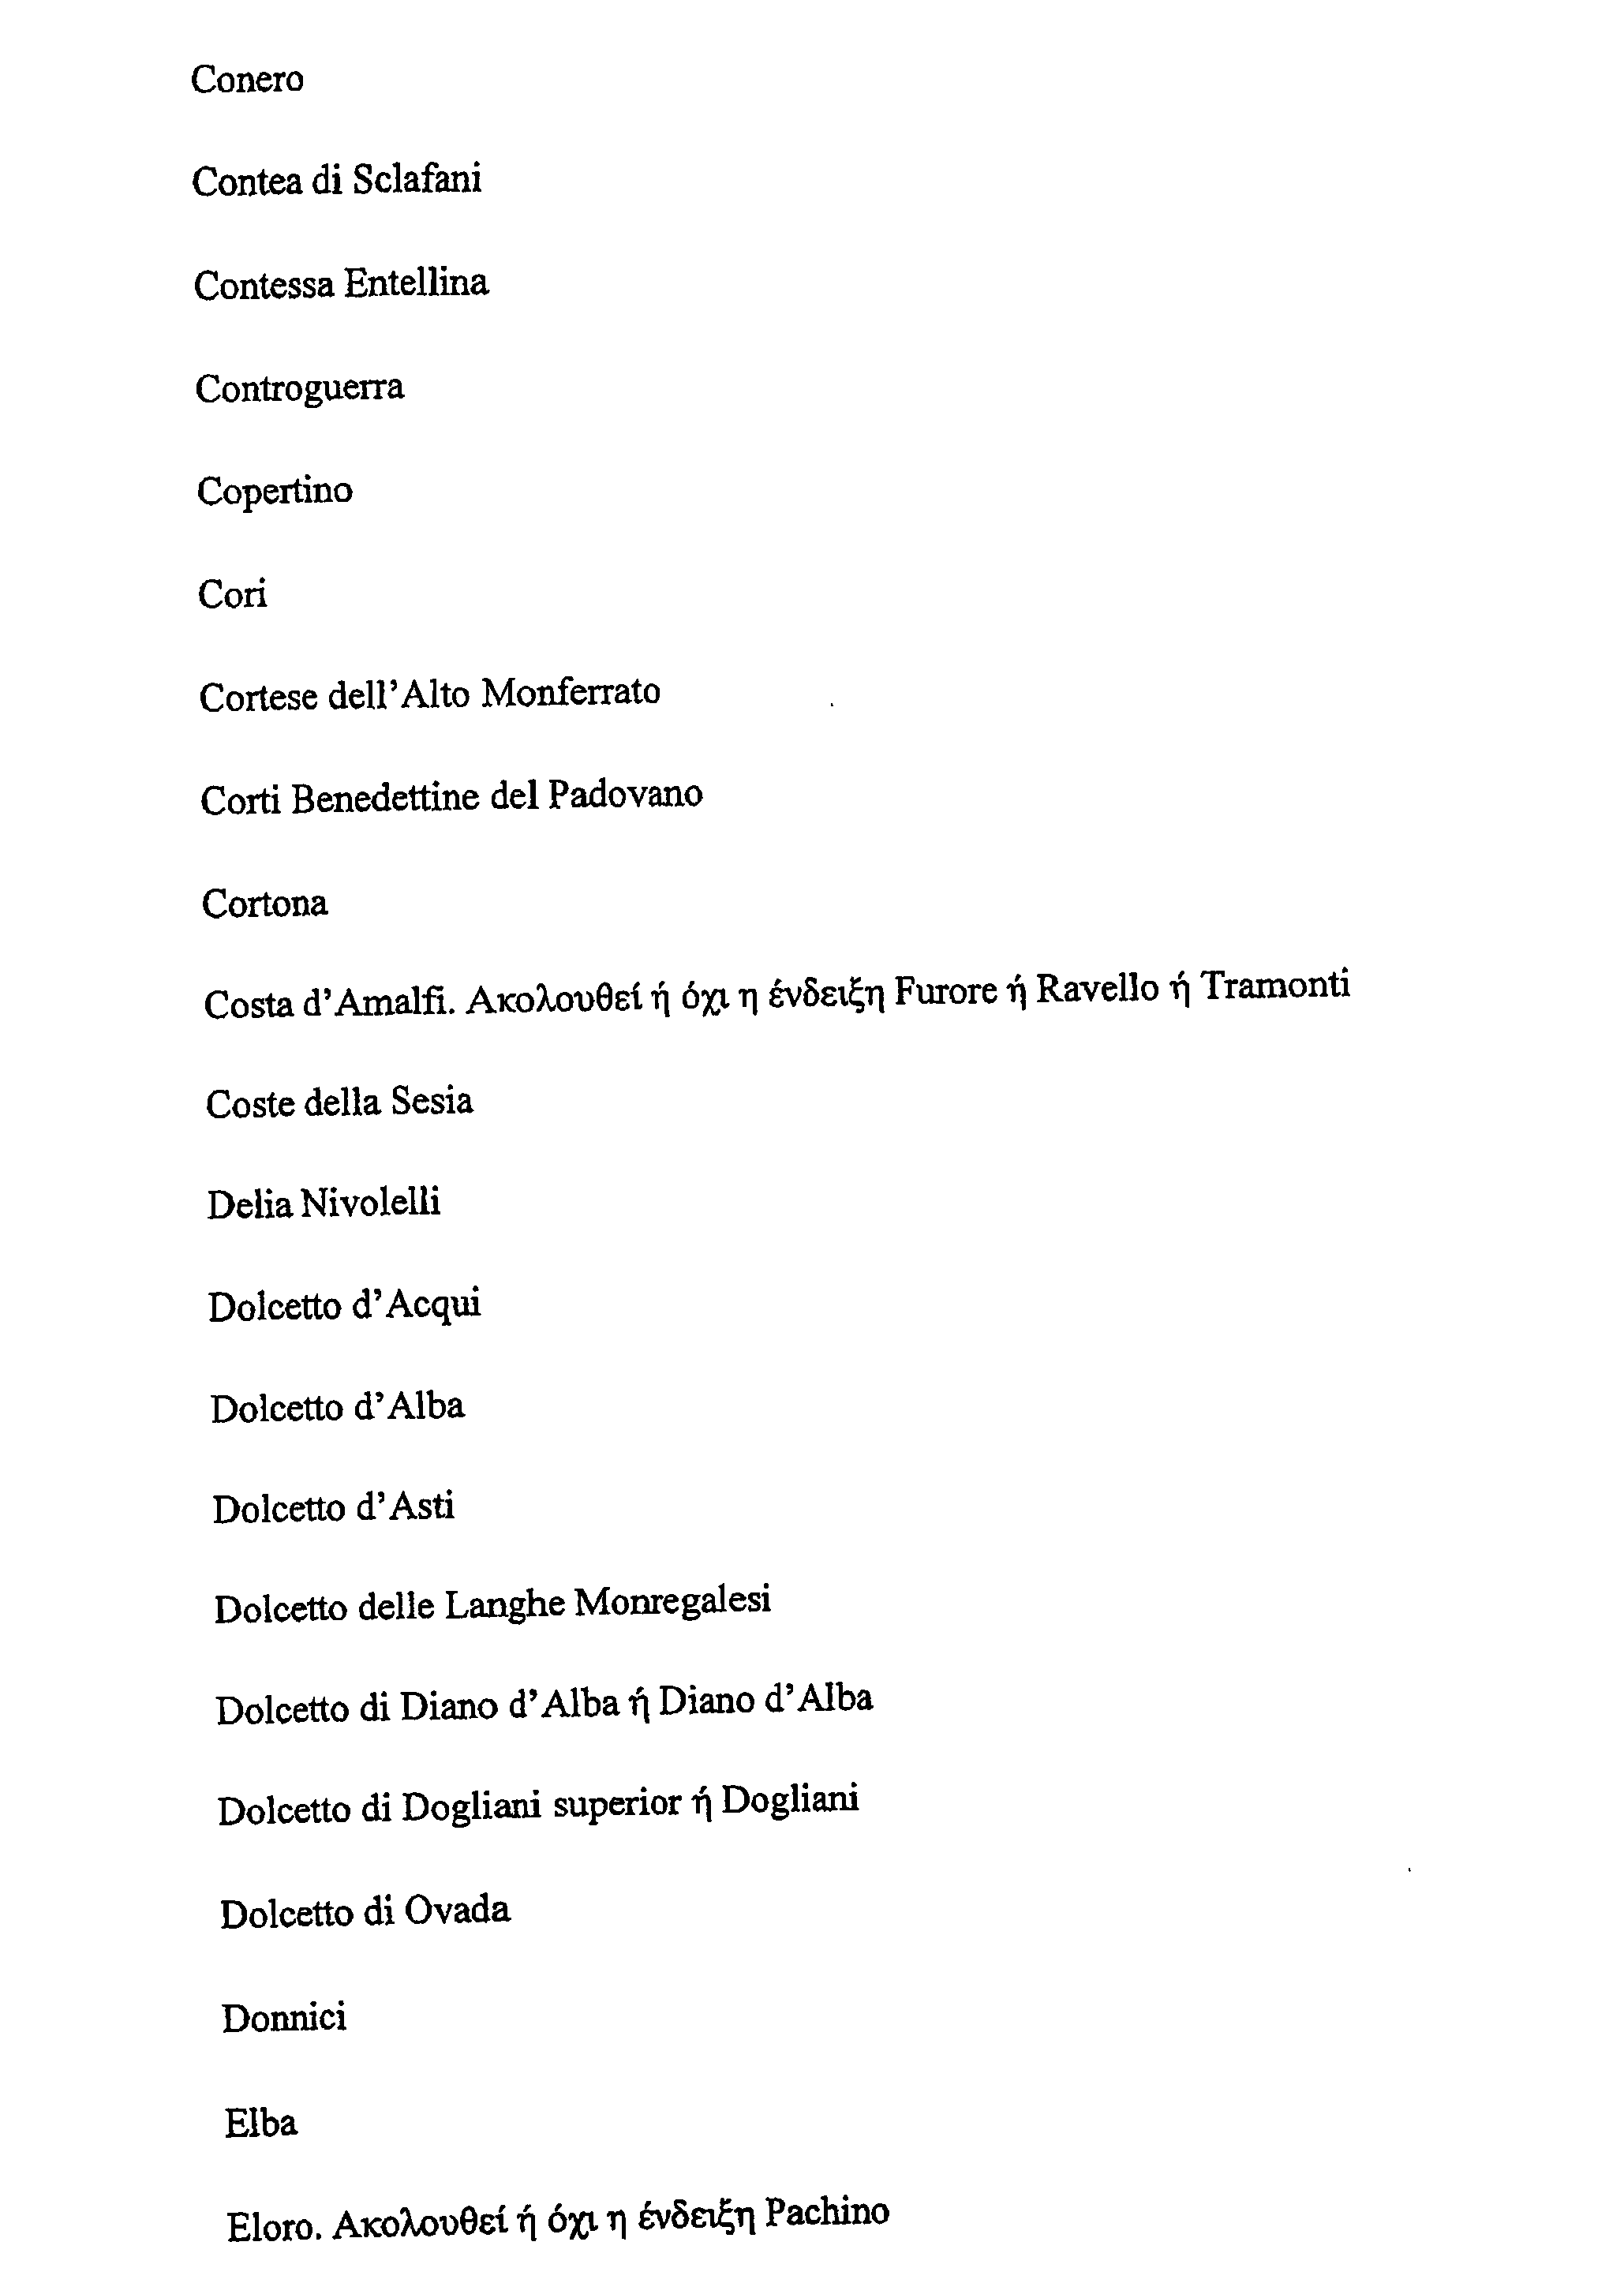 Conero
Contea di Sclafani
Contessa Entellina
Controguerra
Copertino
Cori
Cortese dell’Alto Monferrato
Corti Benedettine del Padovano
Cortona
Costa d’Amalfi. Ακολουθεί ή όχι η ένδειξη Furore ή Ravello ή Tramonti
Coste della Sesia
Delia Nivolelli
Dolcetto d’Acqui
Dolcetto d’Alba
Dolcetto d’Asti
Dolcetto delle Langhe Monregalesi
Dolcetto di Diano d’Alba ή Diano d’Alba
Dolcetto di Dogliani superior ή Dogliani
Dolcetto di Ovada
Donnici
Elba
Eloro. Ακολουθεί ή όχι η ένδειξη Pachino